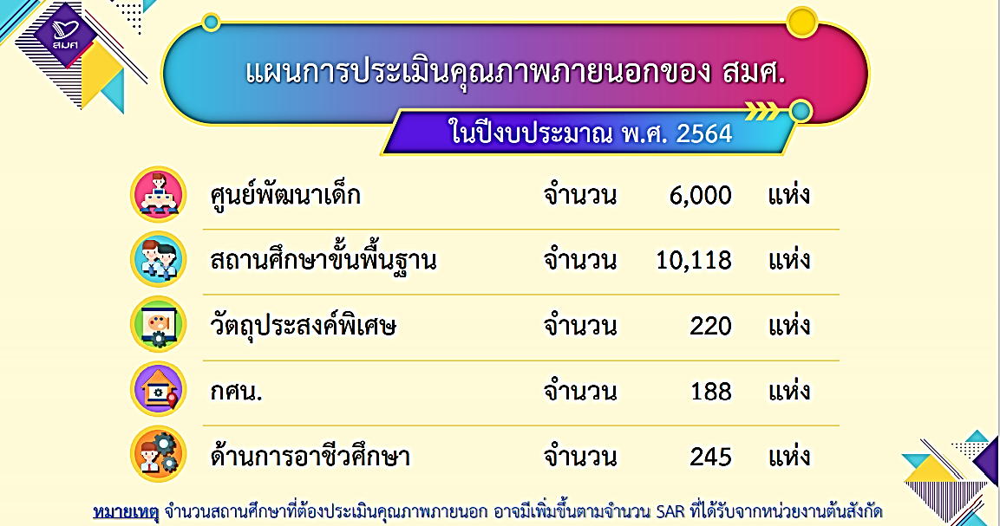 สมศ
แผนการประเมินคุณภาพภายนอกของ สมศ.
ในปีงบประมาณ พ.ศ. 2564
ศูนย์พัฒนาเด็ก จำนวน 6,000 แห่ง
สถานศึกษาขั้นพื้นฐาน จำนวน 10,118 แห่ง
วัตถุประสงค์พิเศษ จำนวน 220 แห่ง
กศน. จำนวน 188 แห่ง
ด้านการอาชีวศึกษา จำนวน 245 แห่ง
หมายเหตุ จำนวนสถานศึกษาที่ต้องประเมินคุณภาพภายนอก อาจมีเพิ่มขึ้นตามจำนวน SAR ที่ได้รับจากหน่วยงานต้นสังกัด